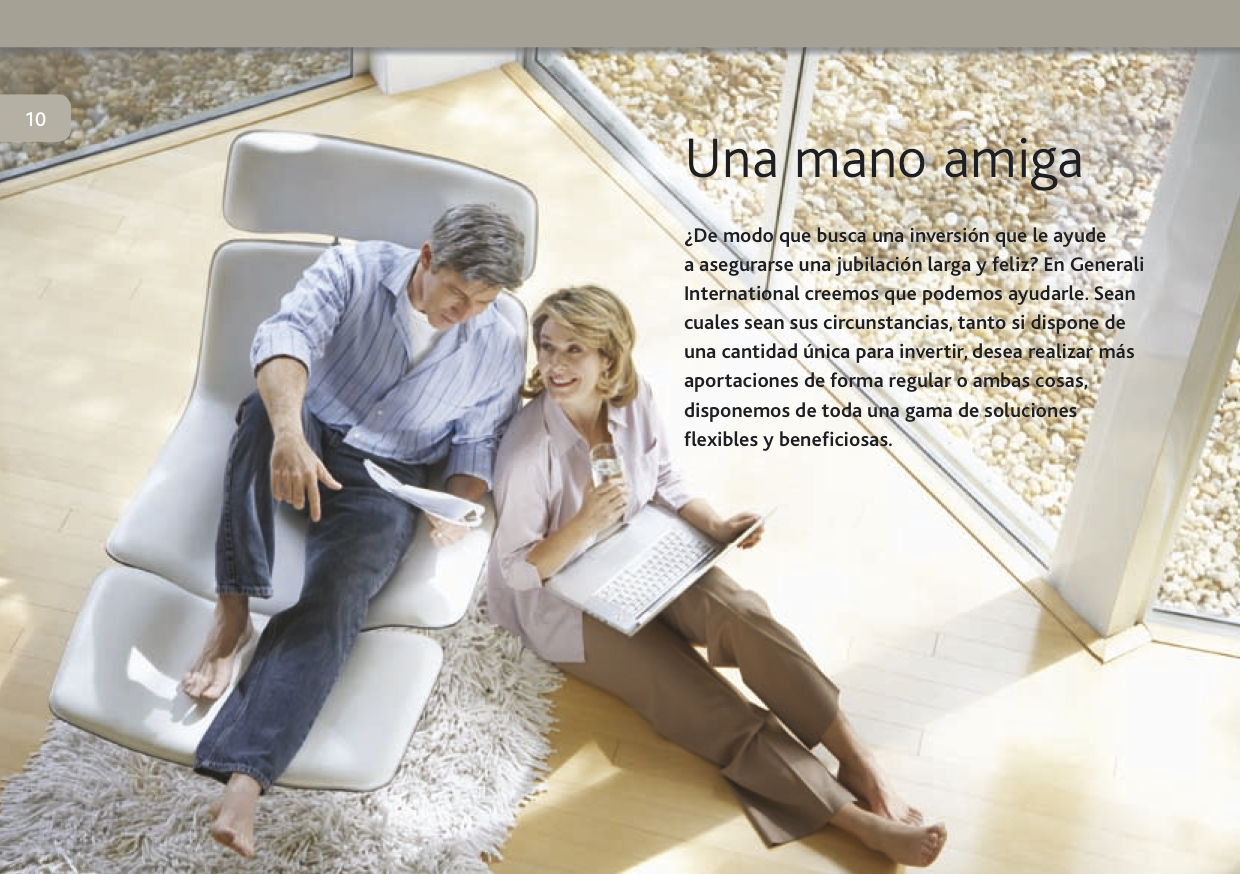 10
Una mano amiga
¿De modo que busca una inversión que le ayude
a asegurarse una jubilación larga y feliz? En Generali
International creemos que podemos ayudarle. Sean
cuales sean sus circunstancias, tanto si dispone de
una cantidad única para invertir, desea realizar más
aportaciones de forma regular o ambas cosas,
disponemos de toda una gama de soluciones
flexibles y beneficiosas.